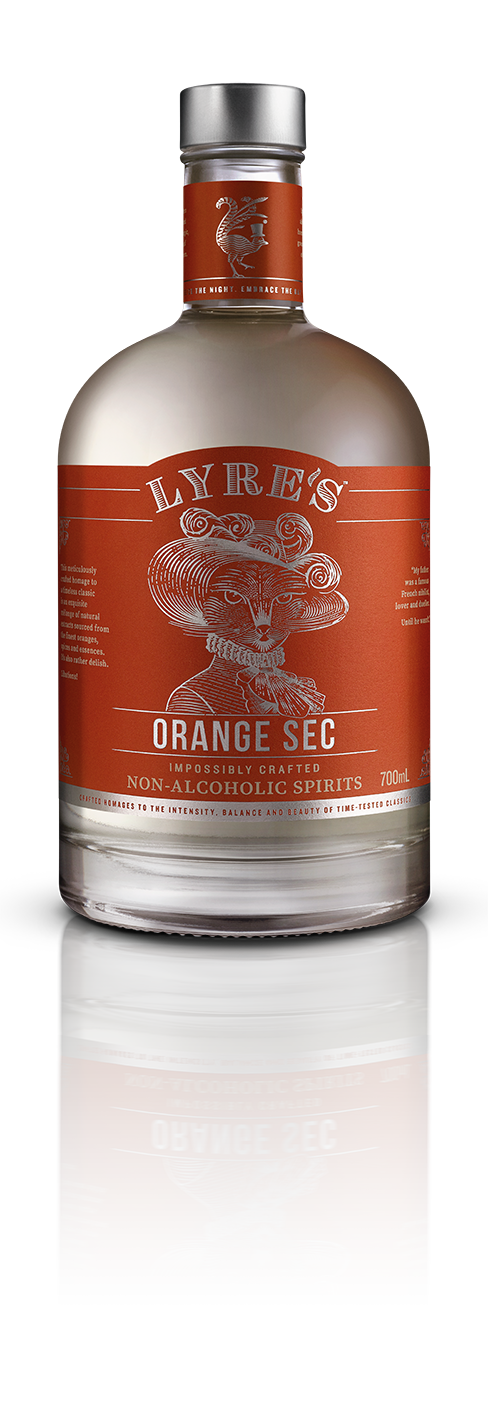 THE NIGHT. EMBRACE THE
LYRE'S™
This meticulously
crafted homage to
a timeless classic
is an exquisite
melange of natural
extracts sourced from
the finest oranges,
spices and essences.
It's also rather delish.
"My father
was a famous
French nihilist,
lover and duellist.
Until he wasn't."
ORANGE SEC
IMPOSSIBLY CRAFTED
NON-ALCOHOLIC SPIRITS
700mL
CRAFTED HOMAGES TO THE INTENSITY, BALANCE AND BEAUTY OF TIME-TESTED CLASSICS